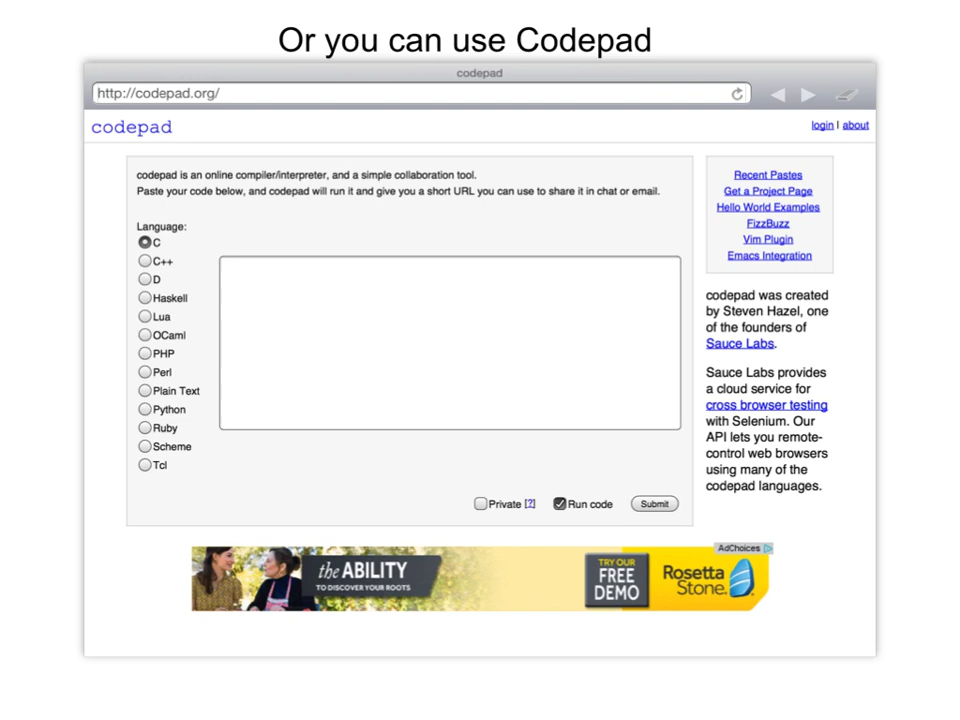 Or you can use Codepad
codepad
http://codepad.org/
codepad
login | about
codepad is an online compiler/interpreter, and a simple collaboration tool.
Paste your code below, and codepad will run it and give you a short URL you can use to share it in chat or email.
Language:
C
C++
D
Haskell
Lua
OCaml
PHP
Perl
Plain Text
Python
Ruby
Scheme
Tcl
Private [?]
Run code
Submit
Recent Pastes
Get a Project Page
Hello World Examples
FizzBuzz
Vim Plugin
Emacs Integration
codepad was created
by Steven Hazel, one
of the founders of
Sauce Labs.
Sauce Labs provides
a cloud service for
cross browser testing
with Selenium. Our
API lets you remote-
control web browsers
using many of the
codepad languages.
AdChoices
the ABILITY
TO DISCOVER YOUR ROOTS
TRY OUR
FREE
DEMO
Rosetta
Stone.